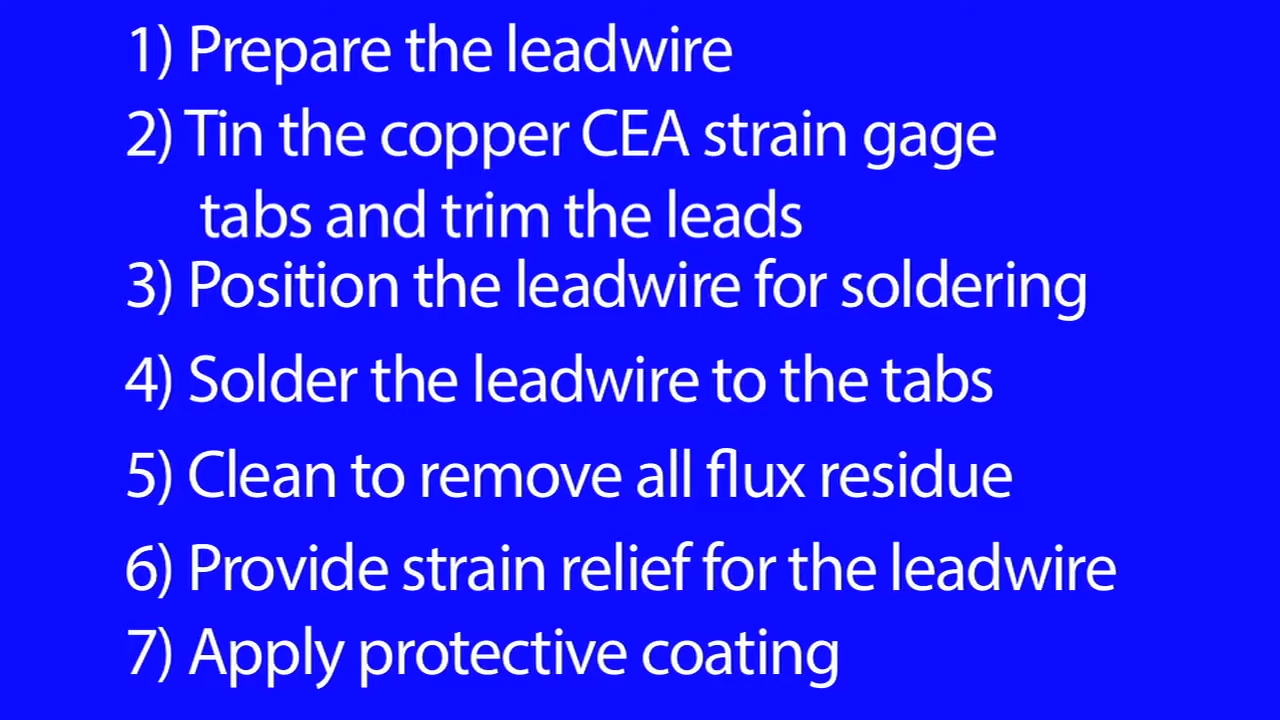 1) Prepare the leadwire
2) Tin the copper CEA strain gage
tabs and trim the leads
3) Position the leadwire for soldering
4) Solder the leadwire to the tabs
5) Clean to remove all flux residue
6) Provide strain relief for the leadwire
7) Apply protective coating